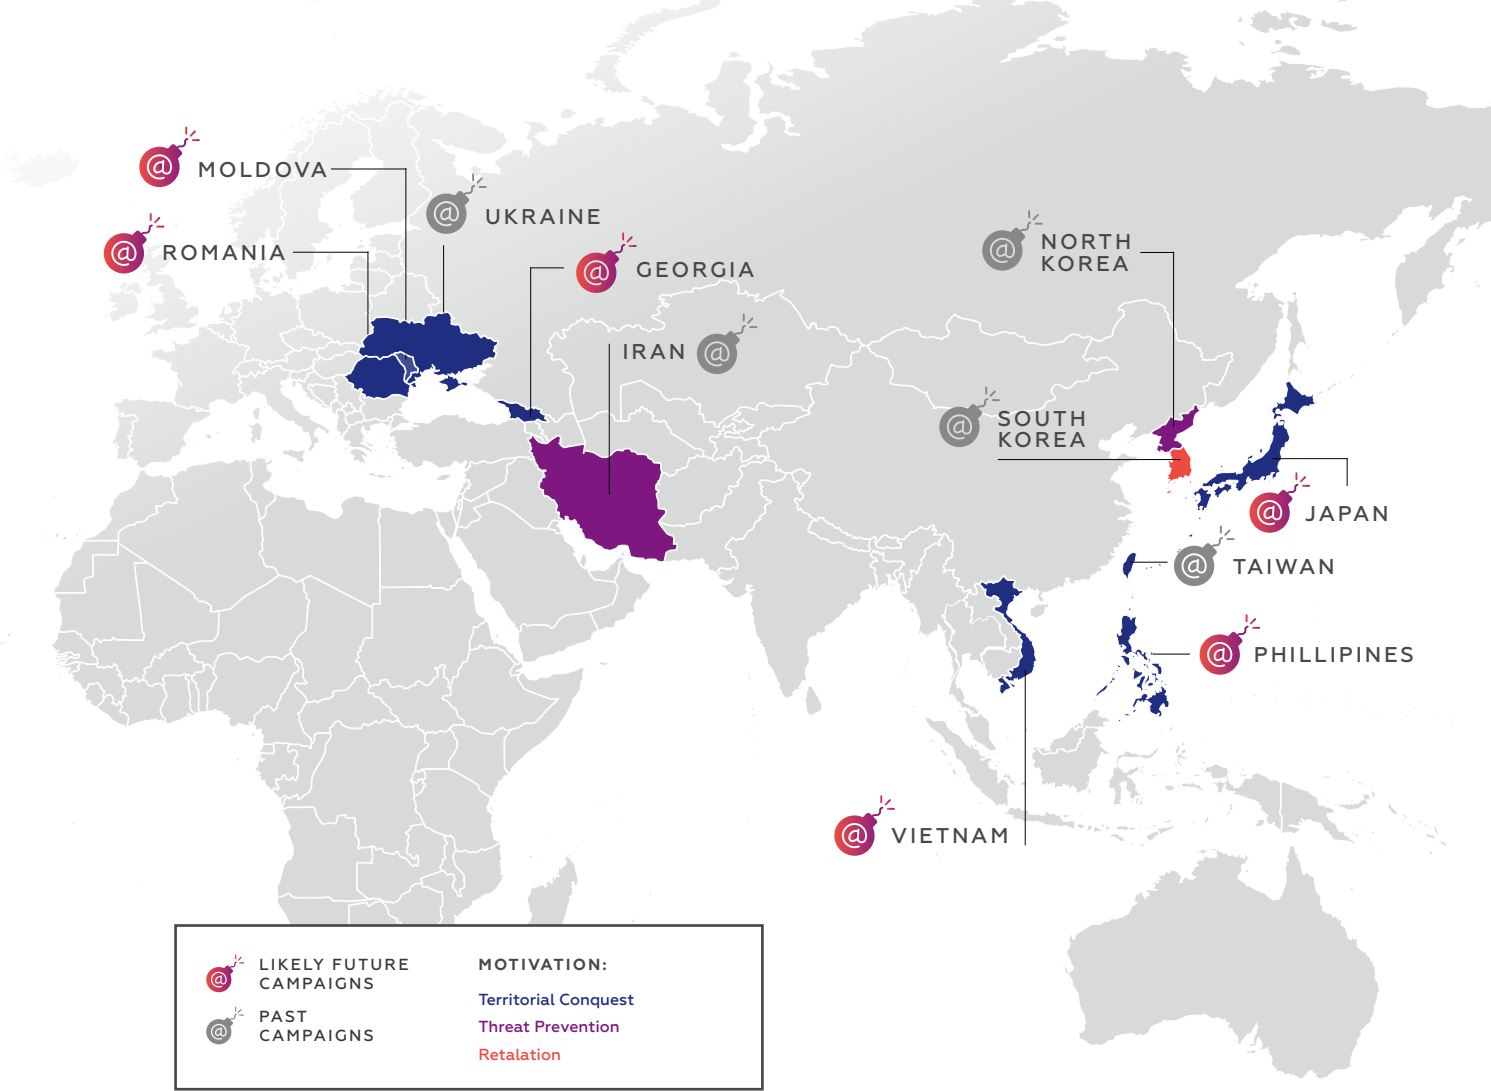 MOLDOVA
UKRAINE
ROMANIA
GEORGIA
NORTH
KOREA
IRAN
SOUTH
KOREA
JAPAN
TAIWAN
PHILLIPINES
VIETNAM
LIKELY FUTURE
CAMPAIGNS
PAST
CAMPAIGNS
MOTIVATION:
Territorial Conquest
Threat Prevention
Retalation